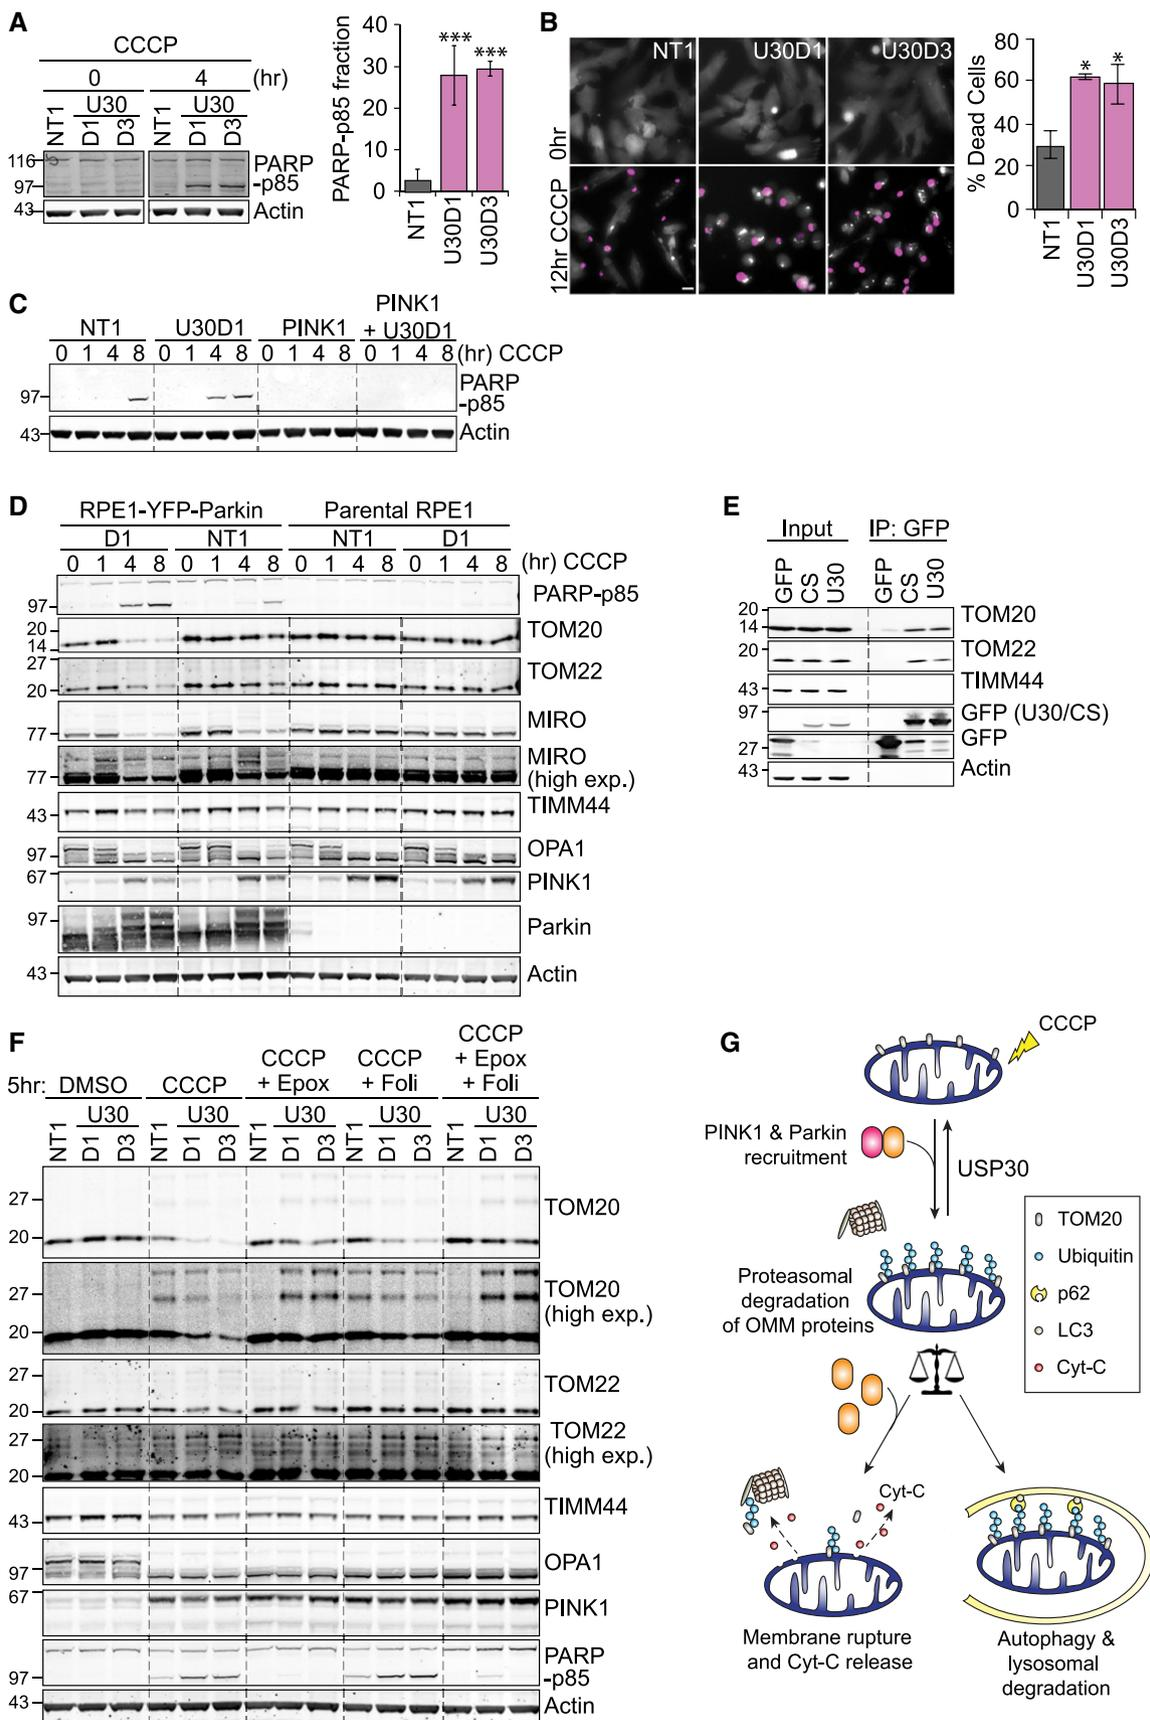 A
CCCP
0 4 (hr)
U30 U30
NT1 D1 D3 NT1 D1 D3
116
97
43
PARP
-p85
Actin
PARP-p85 fraction
40
30
20
10
0
*** ***
NT1 U30D1 U30D3
B
NT1 U30D1 U30D3
0hr
12hr CCCP
% Dead Cells
80
60
40
20
0
* *
NT1 U30D1 U30D3
C
NT1 U30D1 PINK1 PINK1
+ U30D1
0 1 4 8 0 1 4 8 0 1 4 8 0 1 4 8 (hr) CCCP
97
PARP
-p85
43
Actin
D
RPE1-YFP-Parkin Parental RPE1
D1 NT1 NT1 D1
0 1 4 8 0 1 4 8 0 1 4 8 0 1 4 8 (hr) CCCP
97 PARP-p85
20 TOM20
14
27 TOM22
20
MIRO
77
MIRO
77 (high exp.)
TIMM44
43
97 OPA1
67 PINK1
97 Parkin
43 Actin
E
Input IP: GFP
GFP CS U30 GFP CS U30
20 TOM20
14
20 TOM22
TIMM44
43
97 GFP (U30/CS)
GFP
27
43 Actin
F
CCCP
CCCP CCCP + Epox
5hr: DMSO CCCP + Epox + Foli + Foli
U30 U30 U30 U30 U30
NT1 D1 D3 NT1 D1 D3 NT1 D1 D3 NT1 D1 D3 NT1 D1 D3
27 TOM20
20
27 TOM20
(high exp.)
20
27 TOM22
20
27 TOM22
(high exp.)
20
TIMM44
43
OPA1
97
67 PINK1
PARP
97 -p85
43 Actin
G
CCCP
PINK1 & Parkin
recruitment
USP30
Proteasomal
degradation
of OMM proteins
TOM20
Ubiquitin
p62
LC3
Cyt-C
Cyt-C
Membrane rupture
and Cyt-C release
Autophagy &
lysosomal
degradation